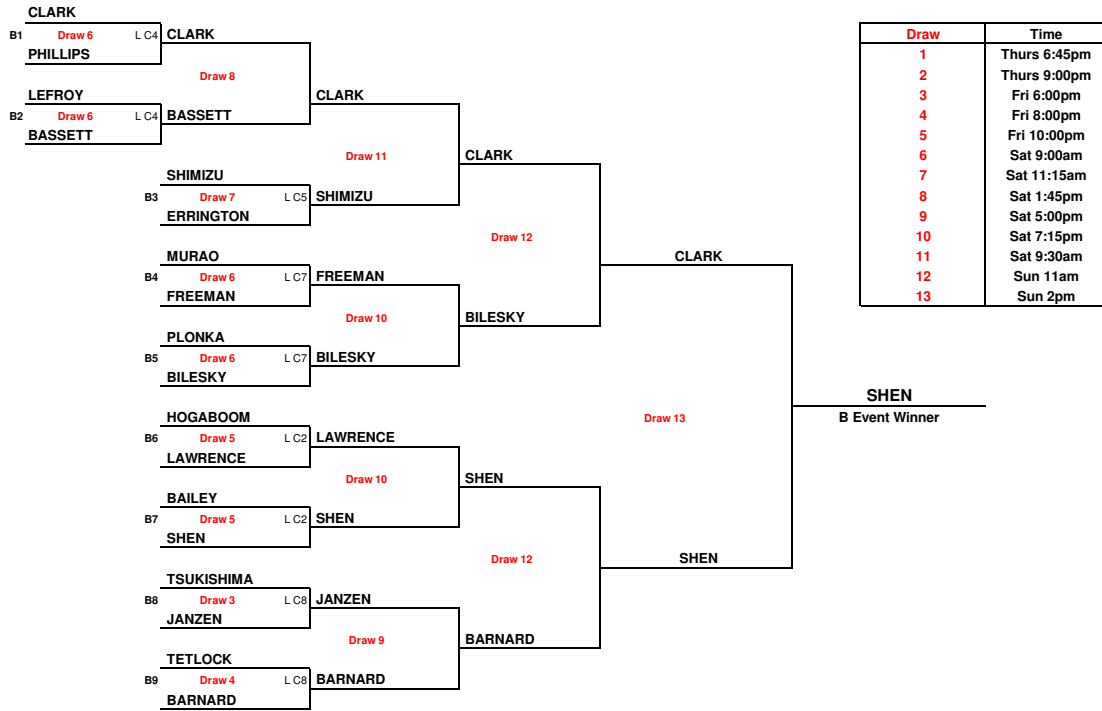 CLARK
B1 Draw 6 L C4 CLARK
PHILLIPS
Draw 8
LEFROY CLARK
B2 Draw 6 L C4 BASSETT
BASSETT
Draw 11 CLARK
SHIMIZU
B3 Draw 7 L C5 SHIMIZU
ERRINGTON
Draw 12
MURAO CLARK
B4 Draw 6 L C7 FREEMAN
FREEMAN
Draw 10 BILESKY
PLONKA
B5 Draw 6 L C7 BILESKY
BILESKY
SHEN
HOGABOOM Draw 13 B Event Winner
B6 Draw 5 L C2 LAWRENCE
LAWRENCE
Draw 10 SHEN
BAILEY
B7 Draw 5 L C2 SHEN
SHEN
Draw 12 SHEN
TSUKISHIMA
B8 Draw 3 L C8 JANZEN
JANZEN
Draw 9 BARNARD
TETLOCK
B9 Draw 4 L C8 BARNARD
BARNARD
Draw Time
1 Thurs 6:45pm
2 Thurs 9:00pm
3 Fri 6:00pm
4 Fri 8:00pm
5 Fri 10:00pm
6 Sat 9:00am
7 Sat 11:15am
8 Sat 1:45pm
9 Sat 5:00pm
10 Sat 7:15pm
11 Sat 9:30am
12 Sun 11am
13 Sun 2pm